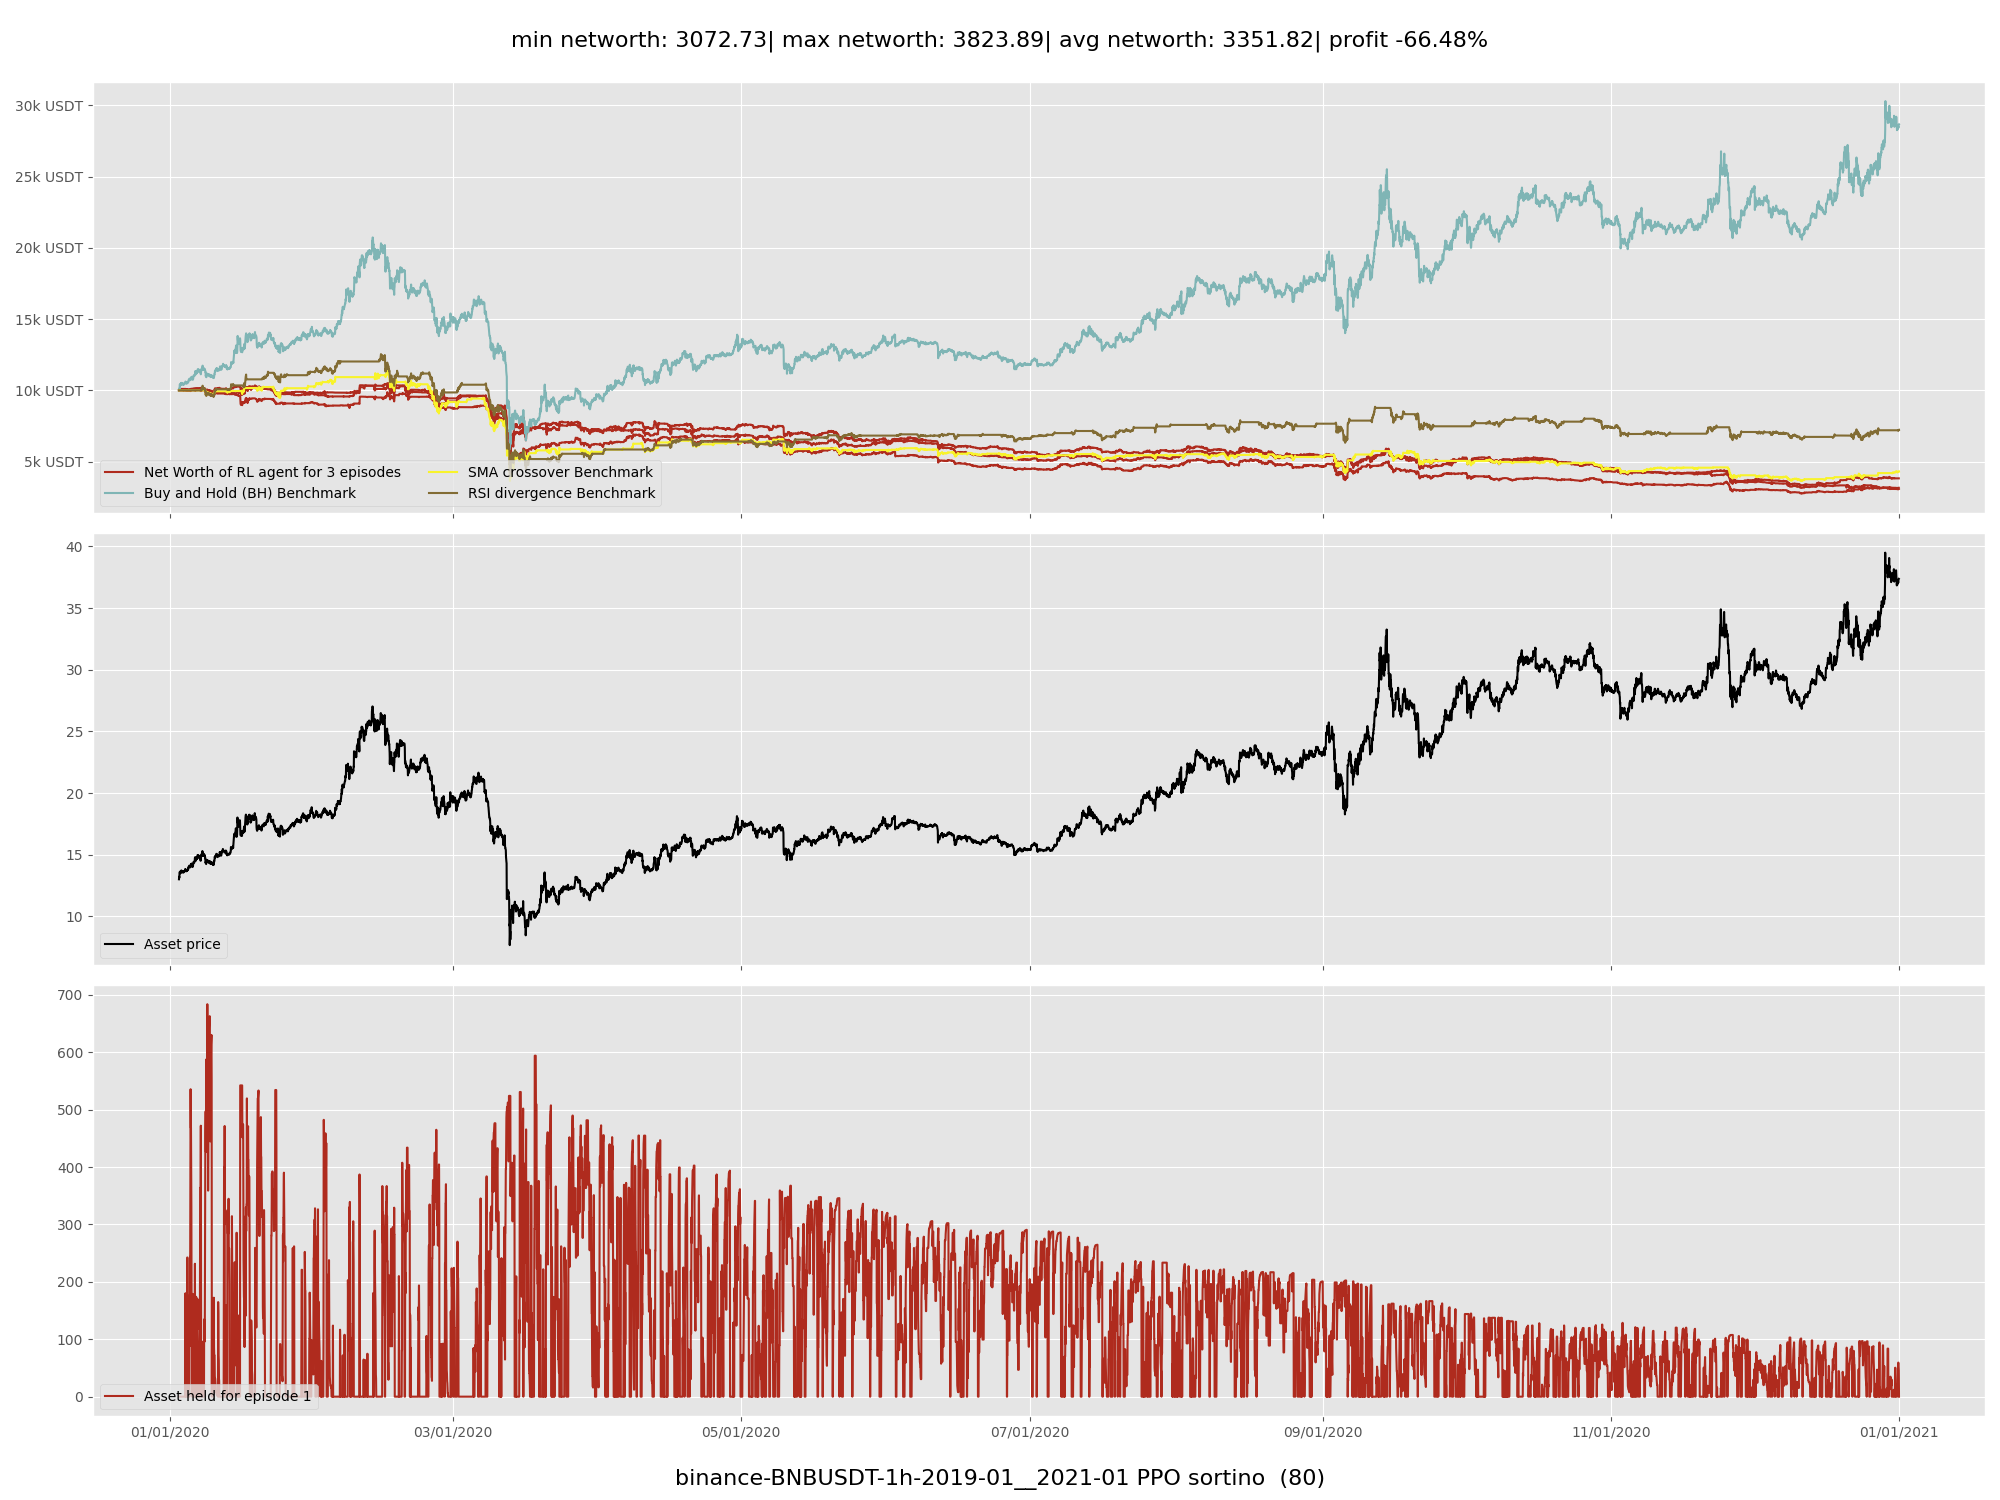 min networth: 3072.73| max networth: 3823.89| avg networth: 3351.82| profit -66.48%
30k USDT
25k USDT
20k USDT
15k USDT
10k USDT
5k USDT
Net Worth of RL agent for 3 episodes
Buy and Hold (BH) Benchmark
SMA crossover Benchmark
RSI divergence Benchmark
40
35
30
25
20
15
10
Asset price
700
600
500
400
300
200
100
0
Asset held for episode 1
01/01/2020 03/01/2020 05/01/2020 07/01/2020 09/01/2020 11/01/2020 01/01/2021
binance-BNBUSDT-1h-2019-01__2021-01 PPO sortino  (80)